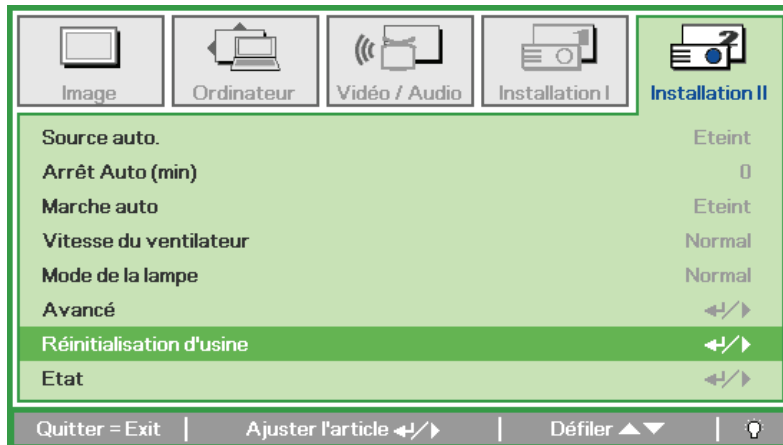 Image Ordinateur Vidéo / Audio Installation I Installation II
Source auto. Eteint
Arrêt Auto (min) 0
Marche auto Eteint
Vitesse du ventilateur Normal
Mode de la lampe Normal
Avancé
Réinitialisation d'usine
Etat
Quitter = Exit | Ajuster l'article ↵/▶ | Défiler ▲▼ |